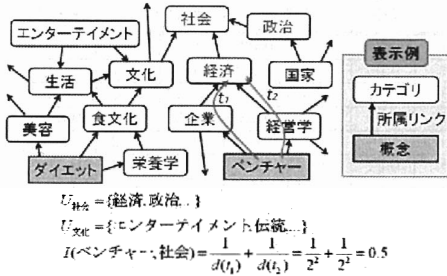 社会
政治
表示例
エンターテイメント
生活
文化
経済
国家
カテゴリ
t₁
t₂
所属リンク
美容
食文化
企業
経営学
概念
ダイエット
栄養学
ベンチャー
U社会 = {経済,政治...}
U文化 = {エンターテイメント,伝統...}
I(ベンチャー,社会) = 1/d(t₁) + 1/d(t₂) = 1/2² + 1/2² = 0.5